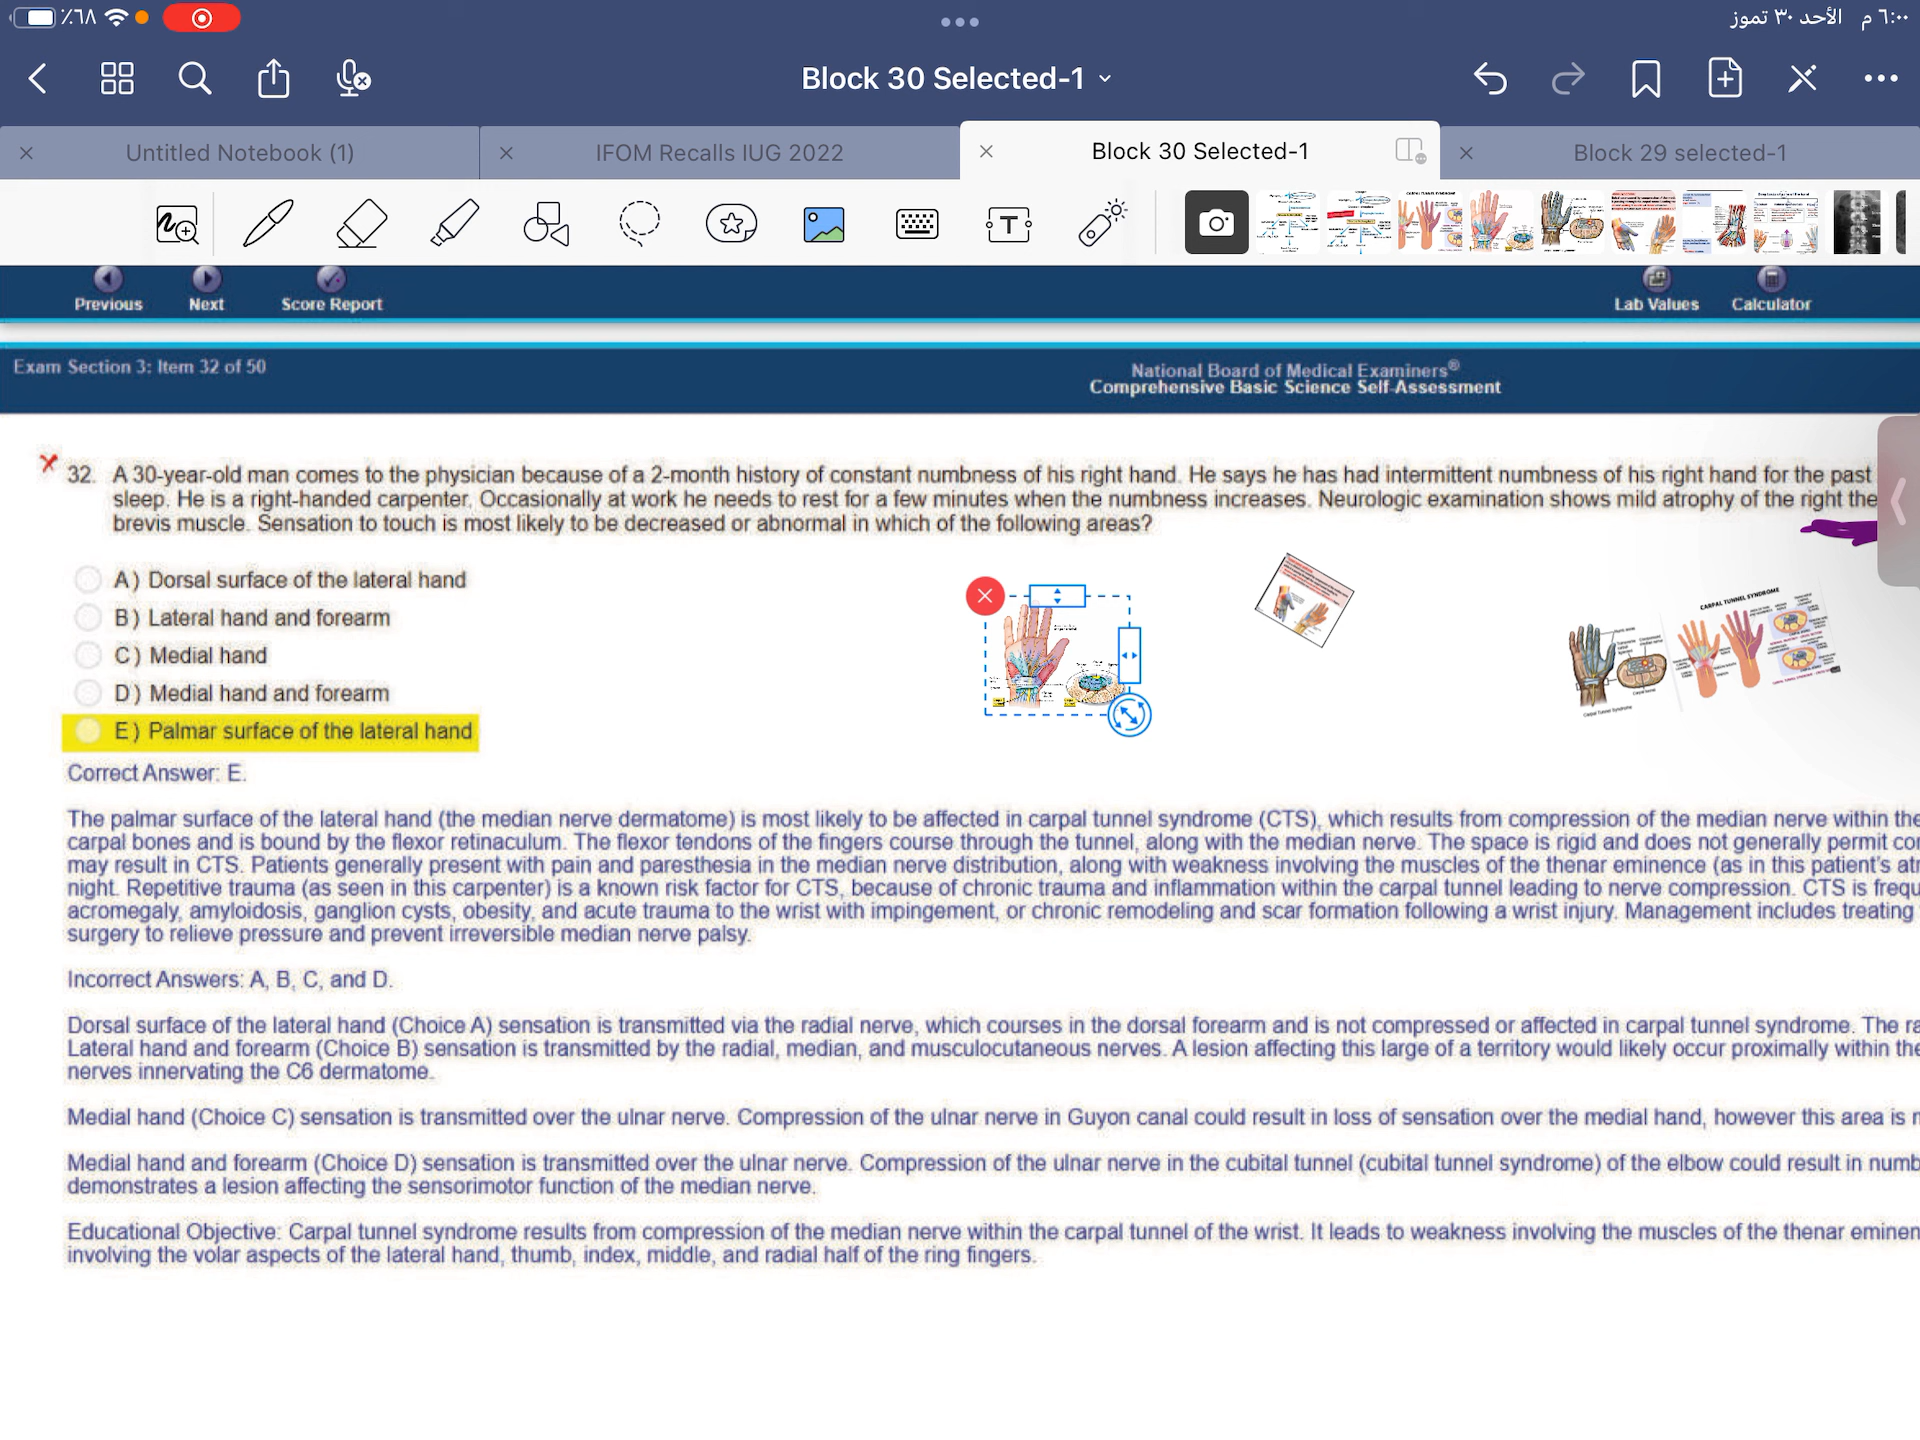 ٪٦٨
الأحد ٣٠ تموز ٦:٠٠ م
Block 30 Selected-1
Untitled Notebook (1)
IFOM Recalls IUG 2022
Block 30 Selected-1
Block 29 selected-1
Previous
Next
Score Report
Lab Values
Calculator
Exam Section 3: Item 32 of 50
National Board of Medical Examiners®
Comprehensive Basic Science Self-Assessment
32. A 30-year-old man comes to the physician because of a 2-month history of constant numbness of his right hand. He says he has had intermittent numbness of his right hand for the past
sleep. He is a right-handed carpenter. Occasionally at work he needs to rest for a few minutes when the numbness increases. Neurologic examination shows mild atrophy of the right the
brevis muscle. Sensation to touch is most likely to be decreased or abnormal in which of the following areas?
A) Dorsal surface of the lateral hand
B) Lateral hand and forearm
C) Medial hand
D) Medial hand and forearm
E) Palmar surface of the lateral hand
CARPAL TUNNEL SYNDROME
Carpal Tunnel Syndrome
Correct Answer: E.
The palmar surface of the lateral hand (the median nerve dermatome) is most likely to be affected in carpal tunnel syndrome (CTS), which results from compression of the median nerve within the
carpal bones and is bound by the flexor retinaculum. The flexor tendons of the fingers course through the tunnel, along with the median nerve. The space is rigid and does not generally permit
may result in CTS. Patients generally present with pain and paresthesia in the median nerve distribution, along with weakness involving the muscles of the thenar eminence (as in this patient's
night. Repetitive trauma (as seen in this carpenter) is a known risk factor for CTS, because of chronic trauma and inflammation within the carpal tunnel leading to nerve compression. CTS is
acromegaly, amyloidosis, ganglion cysts, obesity, and acute trauma to the wrist with impingement, or chronic remodeling and scar formation following a wrist injury. Management includes treating
surgery to relieve pressure and prevent irreversible median nerve palsy.
Incorrect Answers: A, B, C, and D.
Dorsal surface of the lateral hand (Choice A) sensation is transmitted via the radial nerve, which courses in the dorsal forearm and is not compressed or affected in carpal tunnel syndrome. The
Lateral hand and forearm (Choice B) sensation is transmitted by the radial, median, and musculocutaneous nerves. A lesion affecting this large of a territory would likely occur proximally within the
nerves innervating the C6 dermatome.
Medial hand (Choice C) sensation is transmitted over the ulnar nerve. Compression of the ulnar nerve in Guyon canal could result in loss of sensation over the medial hand, however this area is
Medial hand and forearm (Choice D) sensation is transmitted over the ulnar nerve. Compression of the ulnar nerve in the cubital tunnel (cubital tunnel syndrome) of the elbow could result in numb
demonstrates a lesion affecting the sensorimotor function of the median nerve.
Educational Objective: Carpal tunnel syndrome results from compression of the median nerve within the carpal tunnel of the wrist. It leads to weakness involving the muscles of the thenar eminen
involving the volar aspects of the lateral hand, thumb, index, middle, and radial half of the ring fingers.